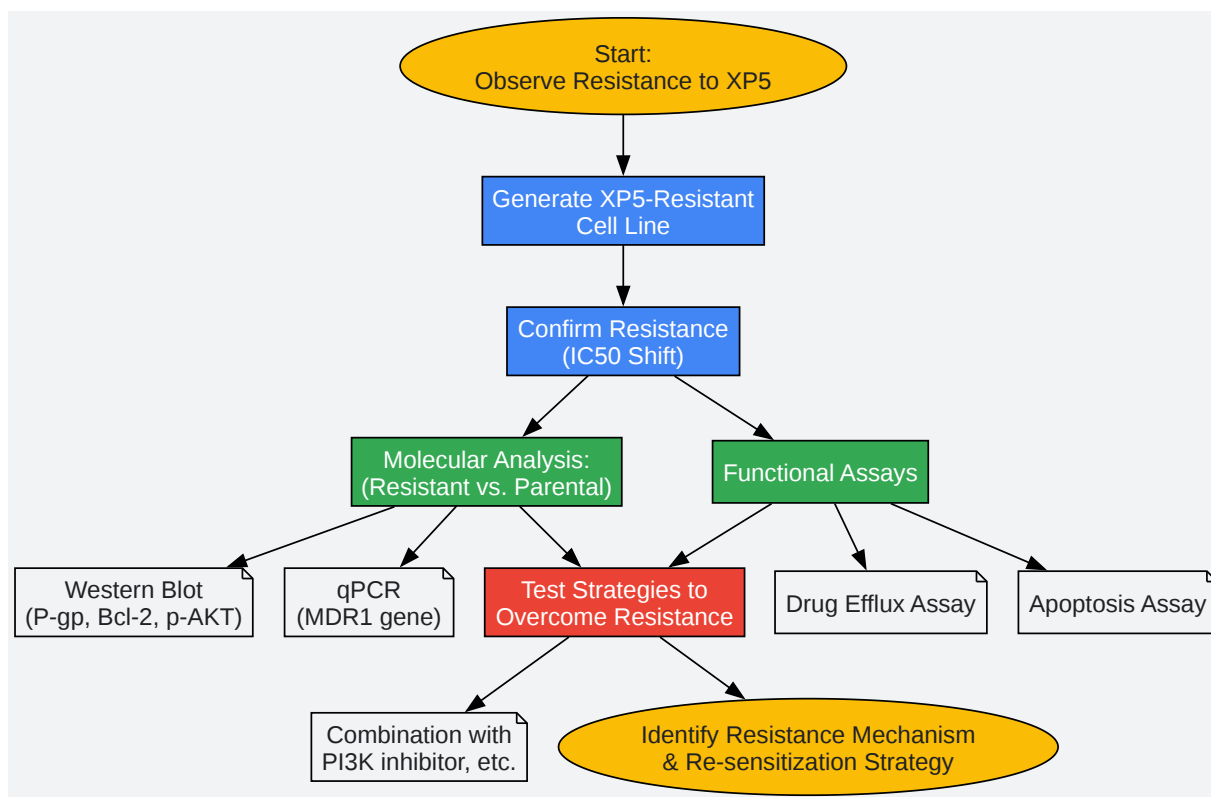 Start:
Observe Resistance to XP5
Generate XP5-Resistant
Cell Line
Confirm Resistance
(IC50 Shift)
Molecular Analysis:
(Resistant vs. Parental)
Functional Assays
Western Blot
(P-gp, Bcl-2, p-AKT)
qPCR
(MDR1 gene)
Test Strategies to
Overcome Resistance
Drug Efflux Assay
Apoptosis Assay
Combination with
PI3K inhibitor, etc.
Identify Resistance Mechanism
& Re-sensitization Strategy